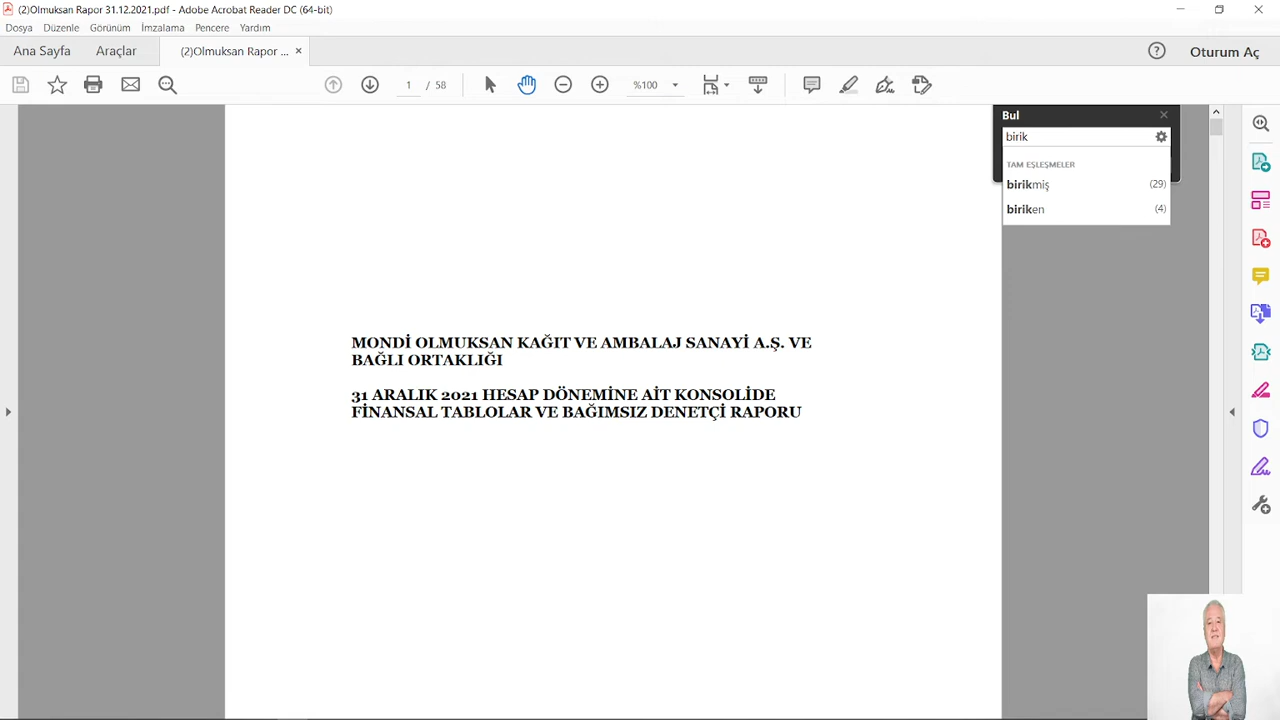 (2)Olmuksan Rapor 31.12.2021.pdf - Adobe Acrobat Reader DC (64-bit)
Dosya Düzenle Görünüm İmzalama Pencere Yardım
Ana Sayfa Araçlar (2)Olmuksan Rapor ... × Oturum Aç
1 / 58 %100
Bul
birik
TAM EŞLEŞMELER
birikmiş (29)
biriken (4)
MONDİ OLMUKSAN KAĞIT VE AMBALAJ SANAYİ A.Ş. VE
BAĞLI ORTAKLIĞI
31 ARALIK 2021 HESAP DÖNEMİNE AİT KONSOLİDE
FİNANSAL TABLOLAR VE BAĞIMSIZ DENETÇİ RAPORU